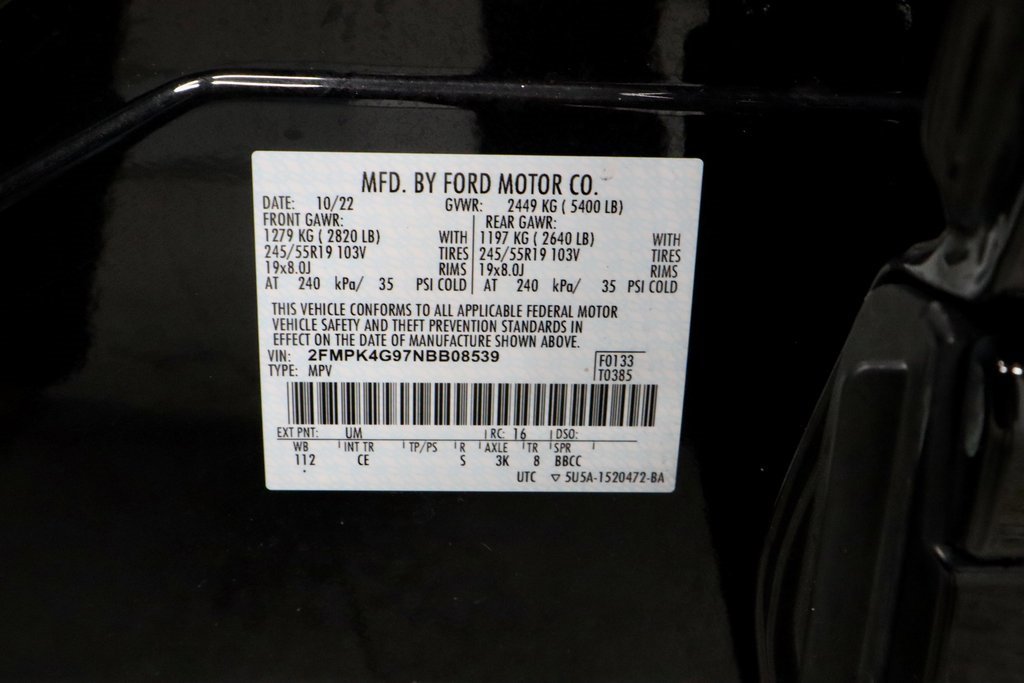 MFD. BY FORD MOTOR CO.
DATE: 10/22 GVWR: 2449 KG ( 5400 LB)
FRONT GAWR: REAR GAWR:
1279 KG ( 2820 LB) WITH 1197 KG ( 2640 LB) WITH
245/55R19 103V TIRES 245/55R19 103V TIRES
19x8.0J RIMS 19x8.0J RIMS
AT 240 kPa/ 35 PSI COLD AT 240 kPa/ 35 PSI COLD
THIS VEHICLE CONFORMS TO ALL APPLICABLE FEDERAL MOTOR
VEHICLE SAFETY AND THEFT PREVENTION STANDARDS IN
EFFECT ON THE DATE OF MANUFACTURE SHOWN ABOVE.
VIN: 2FMPK4G97NBB08539 F0133
TYPE: MPV T0385
EXT PNT: UM RC: 16 DSO:
WB INT TR TP/PS R AXLE TR SPR
112 CE S 3K 8 BBCC
UTC ▽ 5U5A-1520472-BA